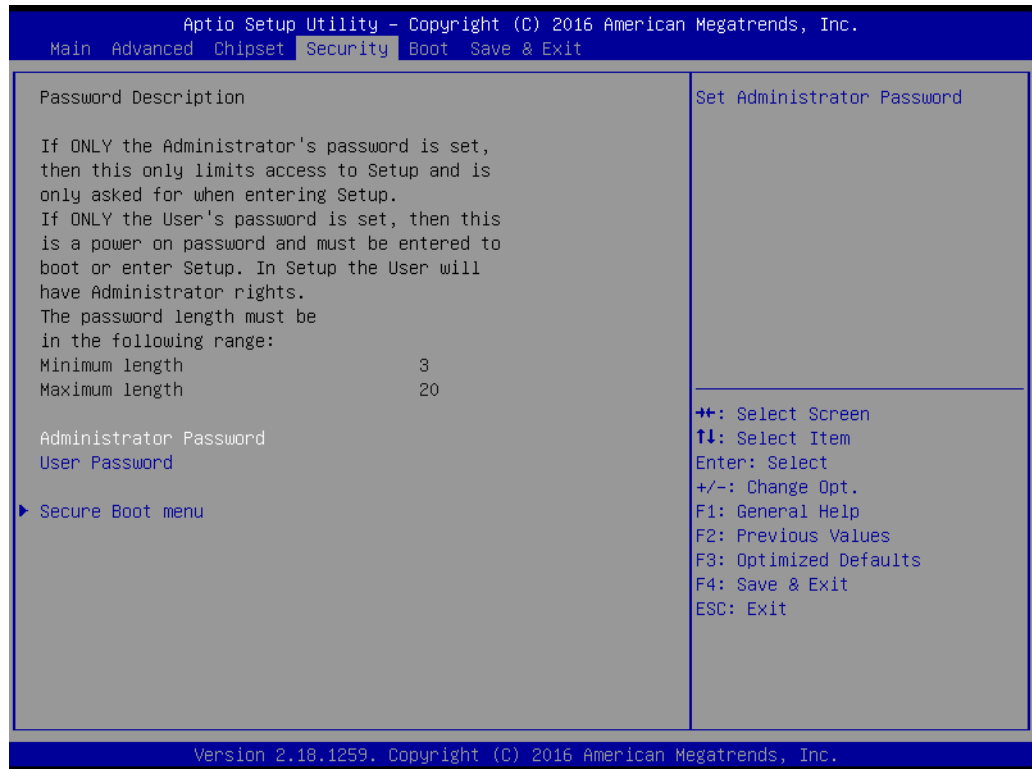 Aptio Setup Utility – Copyright (C) 2016 American Megatrends, Inc.
Main Advanced Chipset Security Boot Save & Exit
Password Description
If ONLY the Administrator's password is set,
then this only limits access to Setup and is
only asked for when entering Setup.
If ONLY the User's password is set, then this
is a power on password and must be entered to
boot or enter Setup. In Setup the User will
have Administrator rights.
The password length must be
in the following range:
Minimum length 3
Maximum length 20
Administrator Password
User Password
Secure Boot menu
Set Administrator Password
→←: Select Screen
↑↓: Select Item
Enter: Select
+/-: Change Opt.
F1: General Help
F2: Previous Values
F3: Optimized Defaults
F4: Save & Exit
ESC: Exit
Version 2.18.1259. Copyright (C) 2016 American Megatrends, Inc.